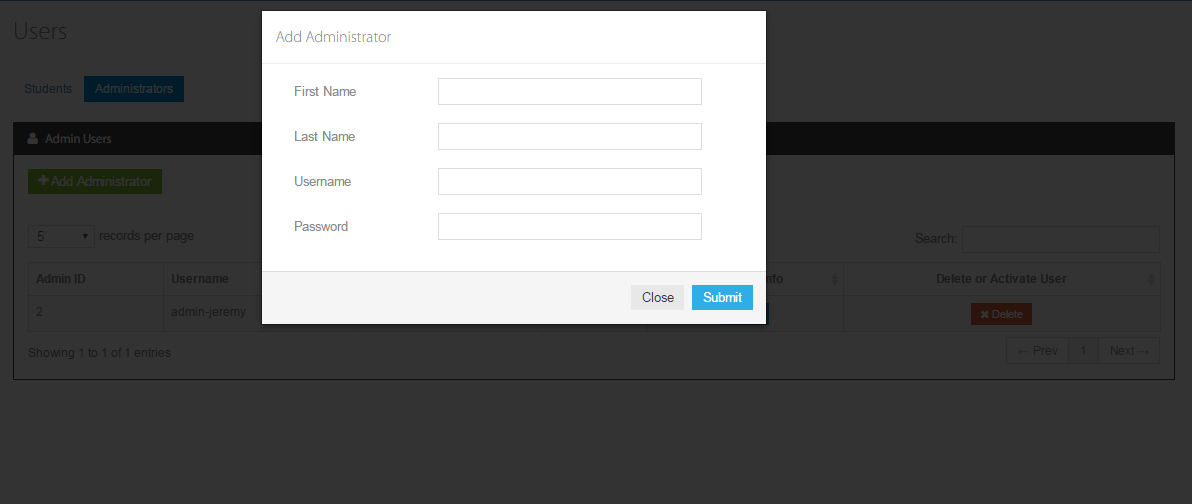 Users
Add Administrator
First Name
Students
Administrators
Last Name
Admin Users
Username
+ Add Administrator
Password
5 records per page
Search:
Admin ID Username nfo Delete or Activate User
Close Submit
2 admin-jeremy ✖ Delete
Showing 1 to 1 of 1 entries
← Prev 1 Next →